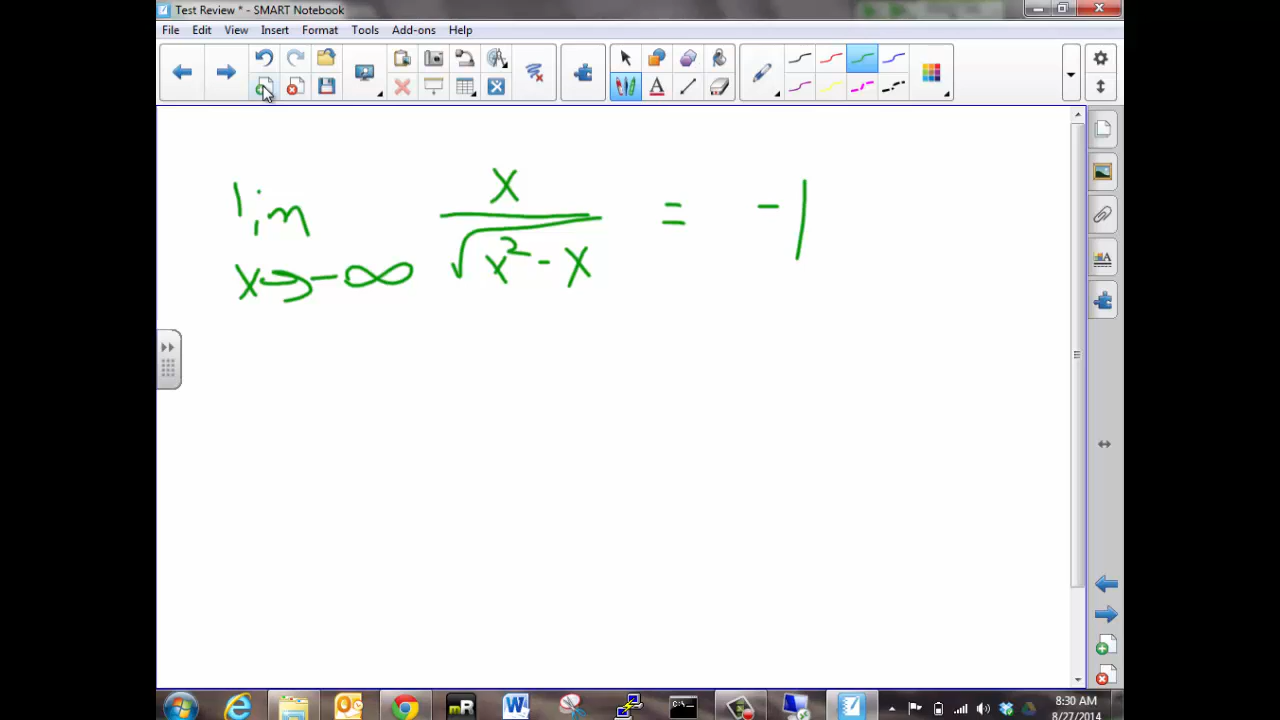 Test Review * - SMART Notebook
File Edit View Insert Format Tools Add-ons Help
lim x→-∞ x/√(x² - x) = -1
8:30 AM
8/27/2014